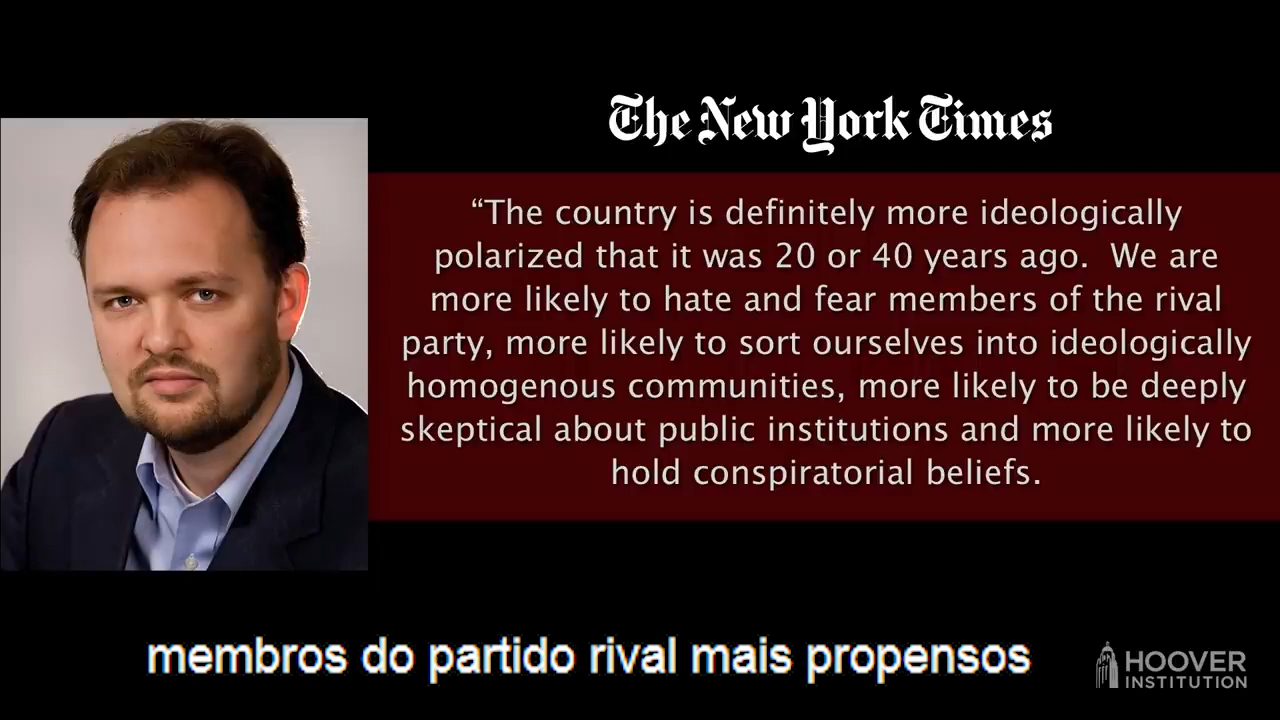 The New York Times
“The country is definitely more ideologically
polarized that it was 20 or 40 years ago.  We are
more likely to hate and fear members of the rival
party, more likely to sort ourselves into ideologically
homogenous communities, more likely to be deeply
skeptical about public institutions and more likely to
hold conspiratorial beliefs.
membros do partido rival mais propensos
HOOVER
INSTITUTION